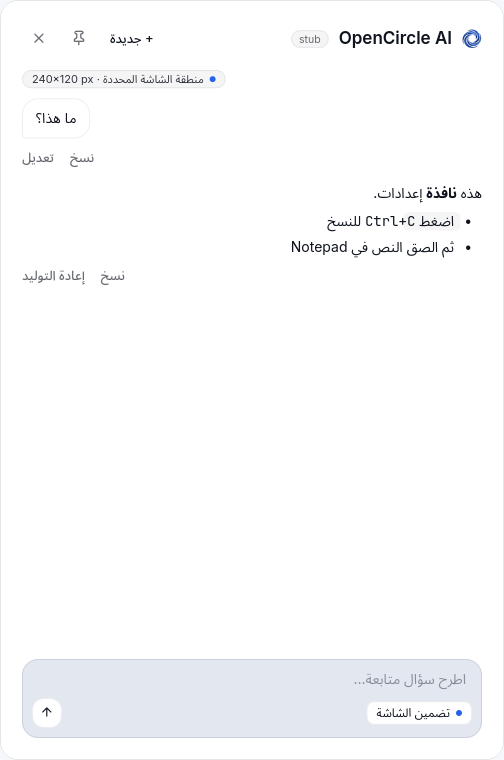 OpenCircle AI
stub
+ جديدة
منطقة الشاشة المحددة · 240×120 px
ما هذا؟
نسخ
تعديل
هذه نافذة إعدادات.
• اضغط Ctrl+C للنسخ
• ثم الصق النص في Notepad
نسخ
إعادة التوليد
اطرح سؤال متابعة...
تضمين الشاشة